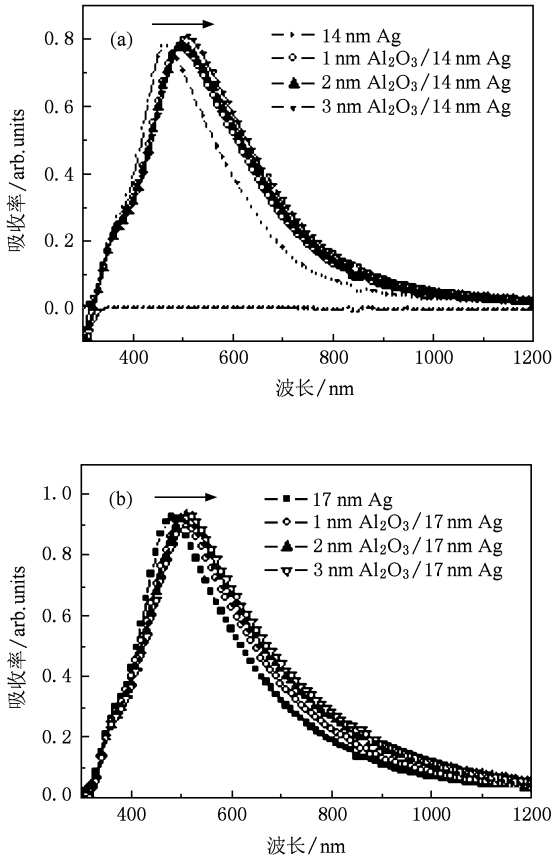 (a)
14 nm Ag
1 nm Al₂O₃/14 nm Ag
2 nm Al₂O₃/14 nm Ag
3 nm Al₂O₃/14 nm Ag
吸收率/arb.units
0.8
0.6
0.4
0.2
0.0
400 600 800 1000 1200
波长/nm
(b)
17 nm Ag
1 nm Al₂O₃/17 nm Ag
2 nm Al₂O₃/17 nm Ag
3 nm Al₂O₃/17 nm Ag
吸收率/arb.units
1.0
0.8
0.6
0.4
0.2
0.0
400 600 800 1000 1200
波长/nm